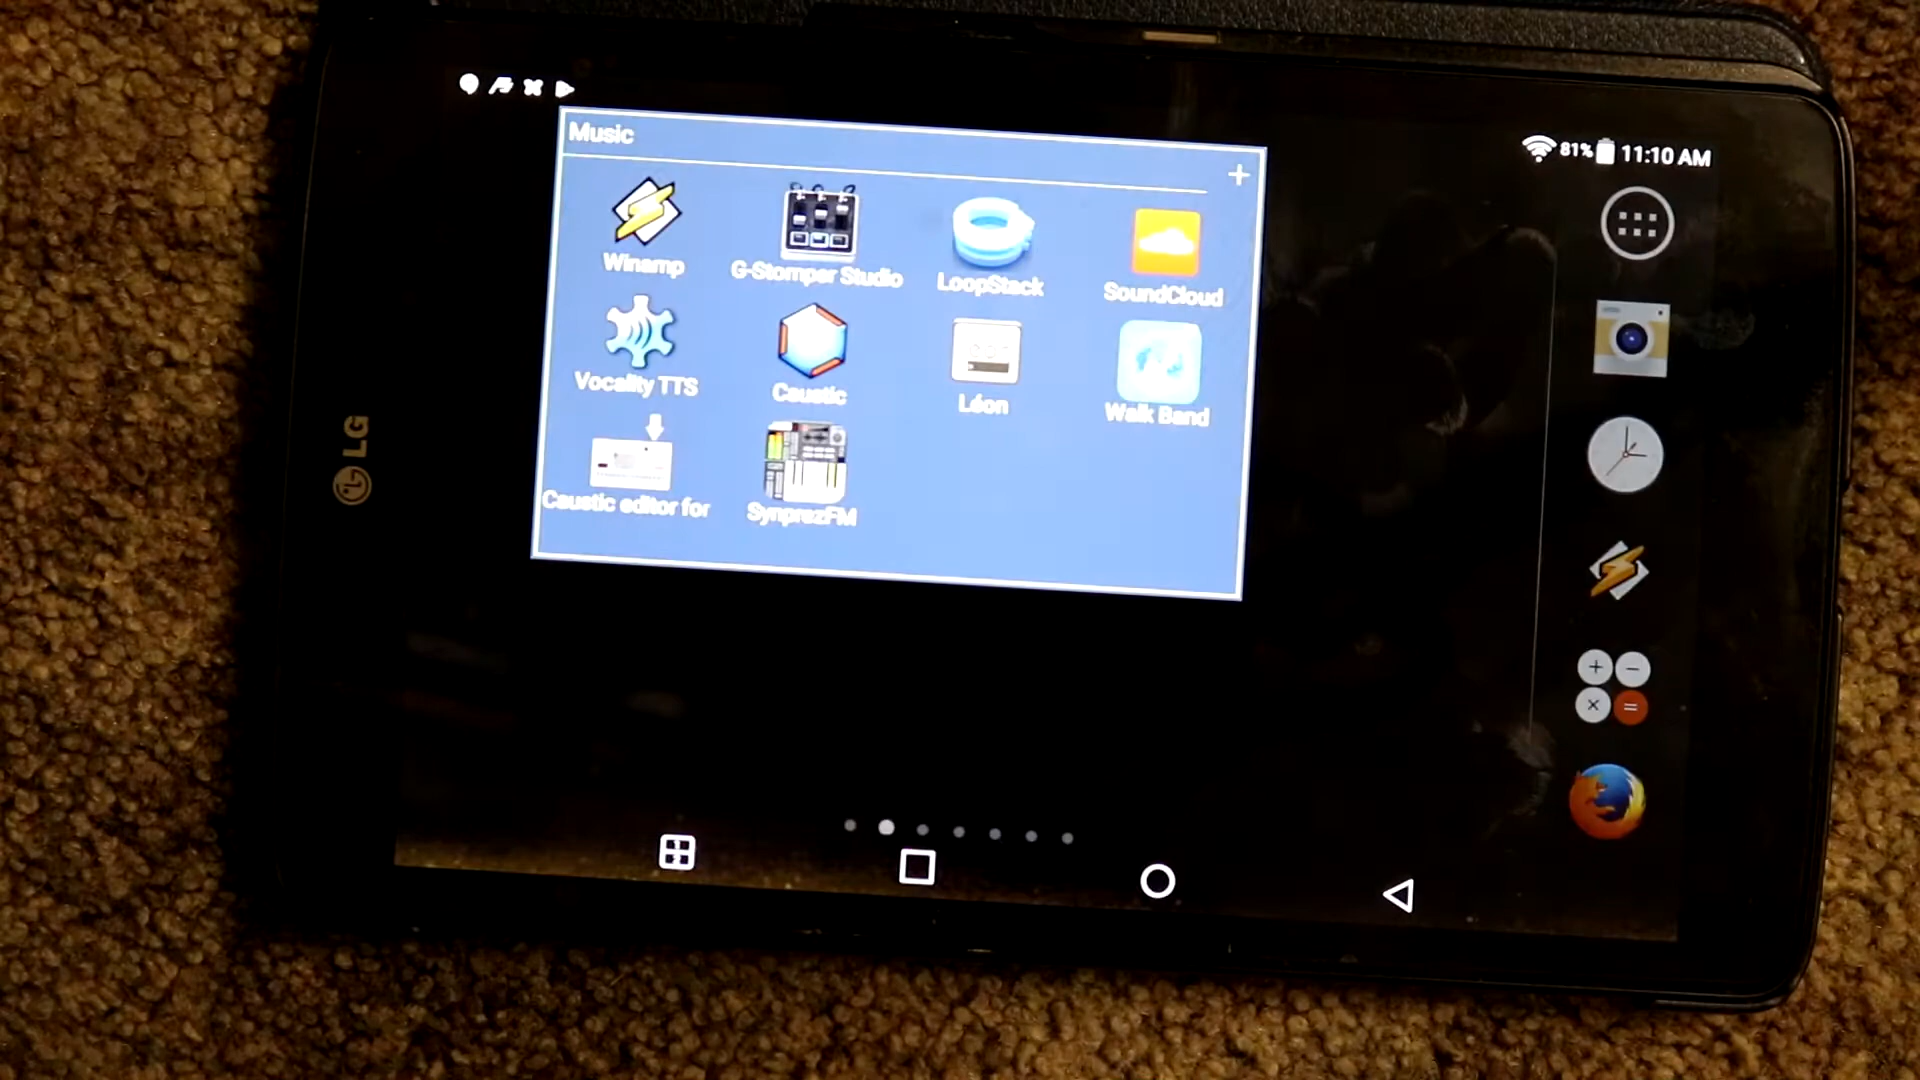 81% 11:10 AM
Music
Winamp
G-Stomper Studio
LoopStack
SoundCloud
Vocality TTS
Caustic
Léon
Walk Band
Caustic editor for
SynprezFM
LG